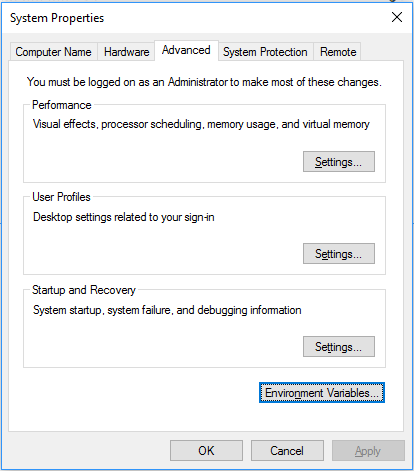 System Properties
Computer Name
Hardware
Advanced
System Protection
Remote
You must be logged on as an Administrator to make most of these changes.
Performance
Visual effects, processor scheduling, memory usage, and virtual memory
Settings...
User Profiles
Desktop settings related to your sign-in
Settings...
Startup and Recovery
System startup, system failure, and debugging information
Settings...
Environment Variables...
OK
Cancel
Apply